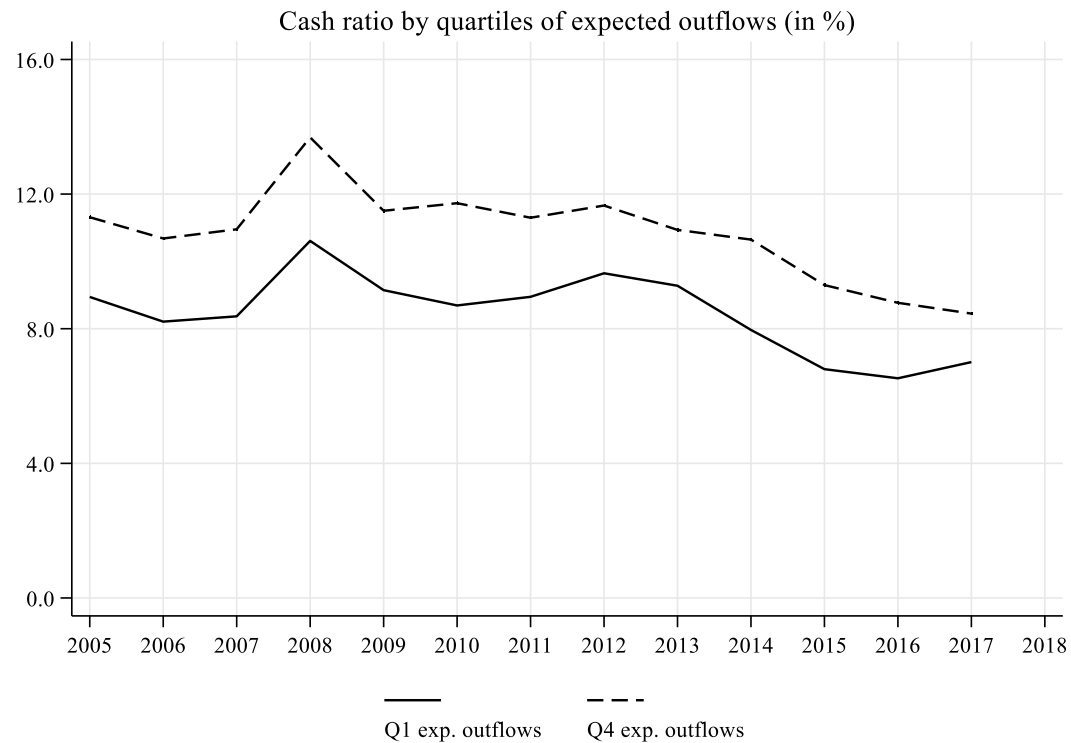 Cash ratio by quartiles of expected outflows (in %)
16.0
12.0
8.0
4.0
0.0
2005 2006 2007 2008 2009 2010 2011 2012 2013 2014 2015 2016 2017 2018
Q1 exp. outflows Q4 exp. outflows